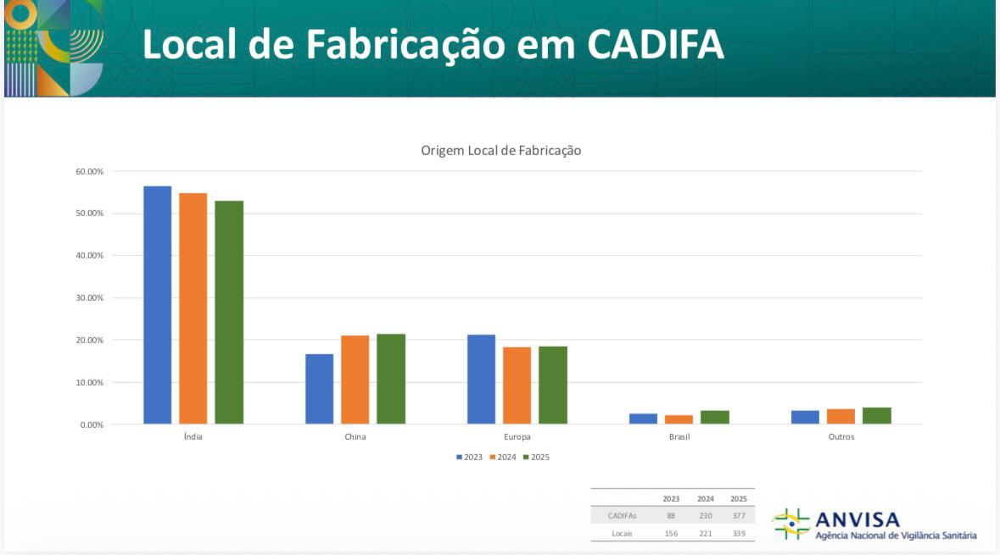 Local de Fabricação em CADIFA
Origem Local de Fabricação
60.00%
50.00%
40.00%
30.00%
20.00%
10.00%
0.00%
Índia China Europa Brasil Outros
2023 2024 2025
2023 2024 2025
CADIFAs 88 230 377
Locais 156 221 339
ANVISA
Agência Nacional de Vigilância Sanitária